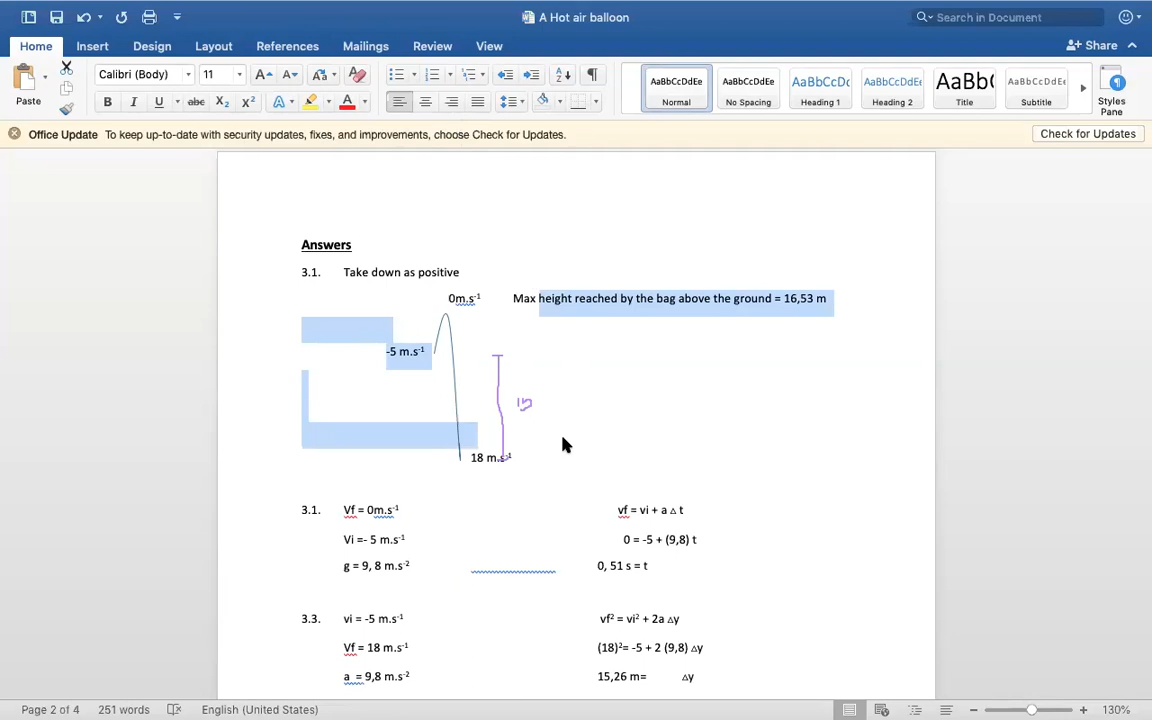 A Hot air balloon
Search in Document
Home Insert Design Layout References Mailings Review View
Share
Paste
Calibri (Body) 11
AaBbCcDdEe Normal
AaBbCcDdEe No Spacing
AaBbCcDc Heading 1
AaBbCcDdEe Heading 2
AaBb( Title
AaBbCcDdEe Subtitle
Styles Pane
Office Update To keep up-to-date with security updates, fixes, and improvements, choose Check for Updates.
Check for Updates
Answers
3.1. Take down as positive
0m.s⁻¹ Max height reached by the bag above the ground = 16,53 m
-5 m.s⁻¹
15
18 m.s⁻¹
3.1. Vf = 0m.s⁻¹ vf = vi + a △ t
Vi =- 5 m.s⁻¹ 0 = -5 + (9,8) t
g = 9, 8 m.s⁻² 0, 51 s = t
3.3. vi = -5 m.s⁻¹ vf² = vi² + 2a △y
Vf = 18 m.s⁻¹ (18)²= -5 + 2 (9,8) △y
a = 9,8 m.s⁻² 15,26 m= △y
Page 2 of 4 251 words English (United States) 130%